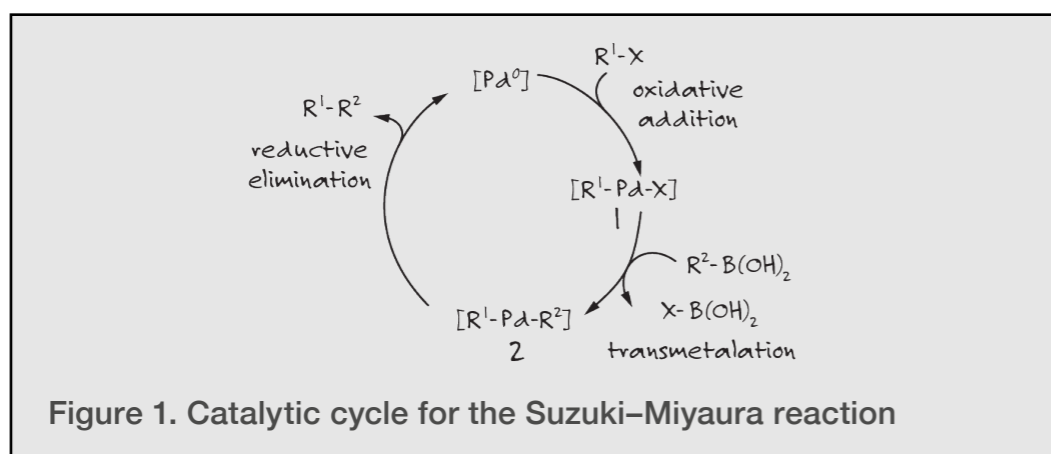 [Pd⁰]
R¹-X
oxidative
addition
R¹-R²
reductive
elimination
[R¹-Pd-X]
1
R²-B(OH)₂
X-B(OH)₂
transmetalation
[R¹-Pd-R²]
2
Figure 1. Catalytic cycle for the Suzuki–Miyaura reaction